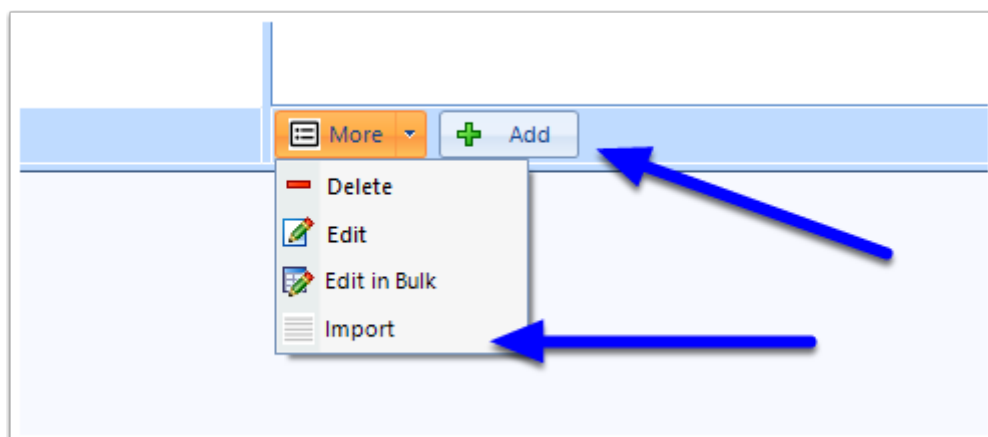 More Add
Delete
Edit
Edit in Bulk
Import